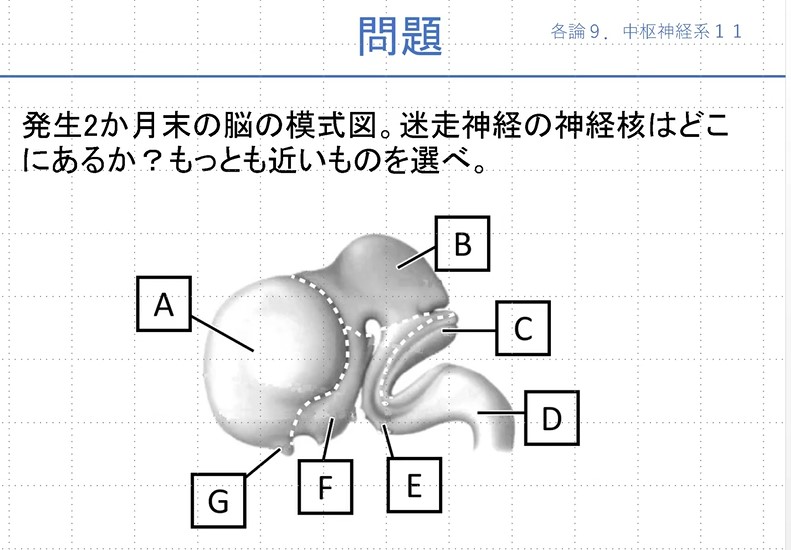 問題
各論９．中枢神経系１１
発生2か月末の脳の模式図。迷走神経の神経核はどこ
にあるか？もっとも近いものを選べ。
B
A
C
D
F
E
G